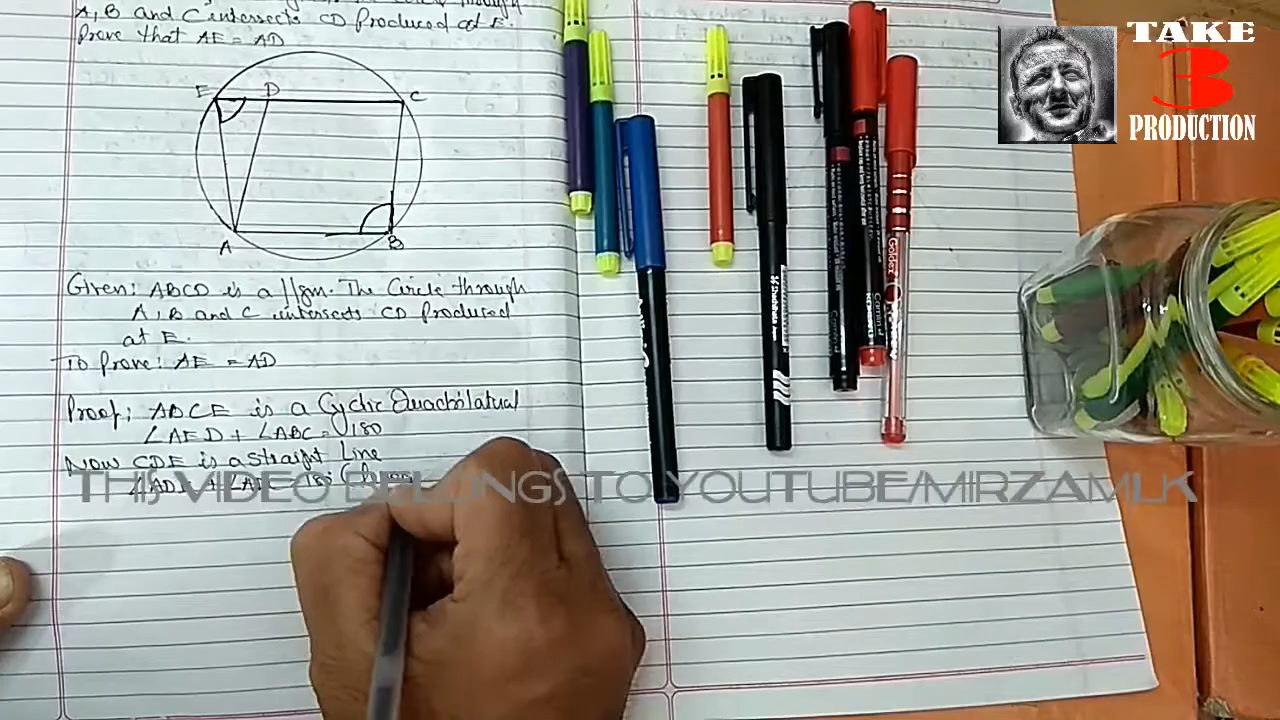 A, B and C intersects CD Produced at E.
Prove that AE = AD
E D C
A B
Given: ABCD is a ||gm. The Circle through
A, B and C intersects CD Produced
at E.
To Prove: AE = AD
Proof: ABCE is a Cyclic Quadrilatral
∠AED + ∠ABC = 180
Now CDE is a Straight Line
TAKE
3
PRODUCTION
THIS VIDEO BELONGS TO YOUTUBE/MIRZAMLK
Goldex